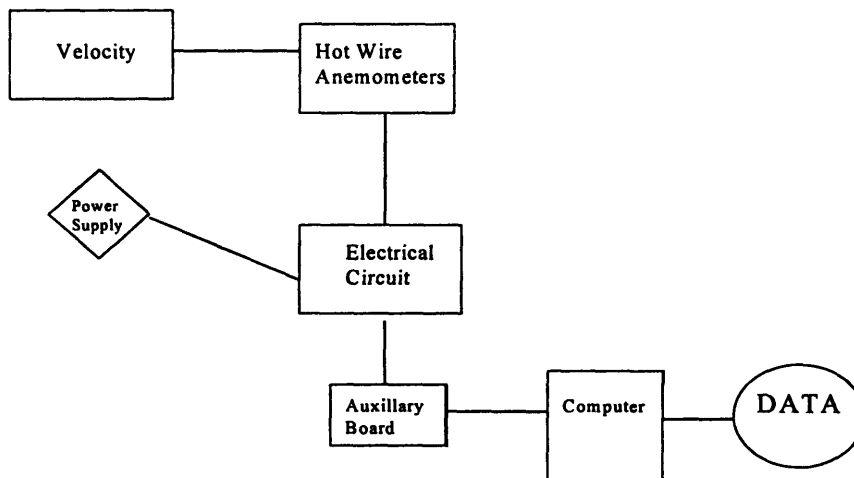 Velocity
Hot Wire
Anemometers
Power
Supply
Electrical
Circuit
Auxillary
Board
Computer
DATA